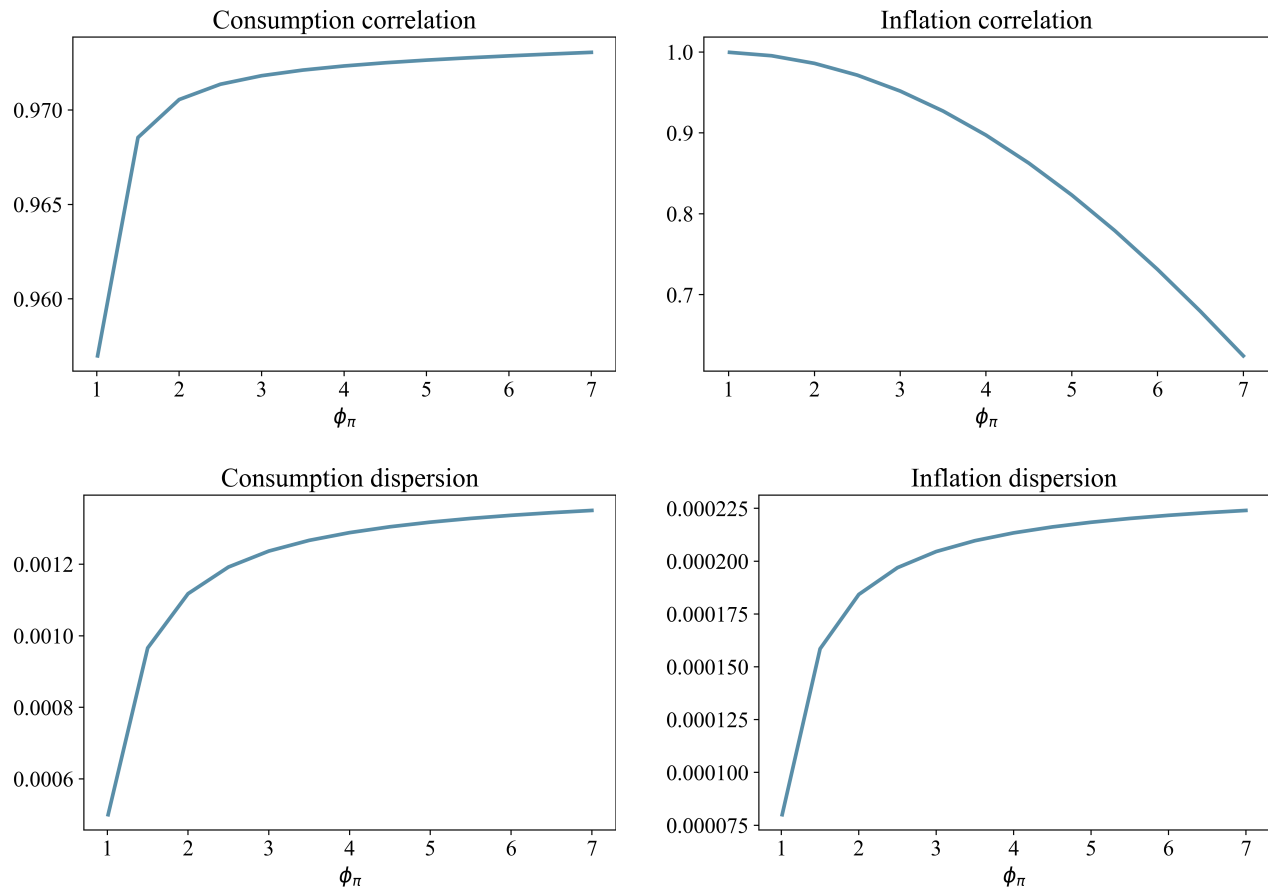 Consumption correlation
0.970
0.965
0.960
1 2 3 4 5 6 7
ϕπ
Inflation correlation
1.0
0.9
0.8
0.7
1 2 3 4 5 6 7
ϕπ
Consumption dispersion
0.0012
0.0010
0.0008
0.0006
1 2 3 4 5 6 7
ϕπ
Inflation dispersion
0.000225
0.000200
0.000175
0.000150
0.000125
0.000100
0.000075
1 2 3 4 5 6 7
ϕπ